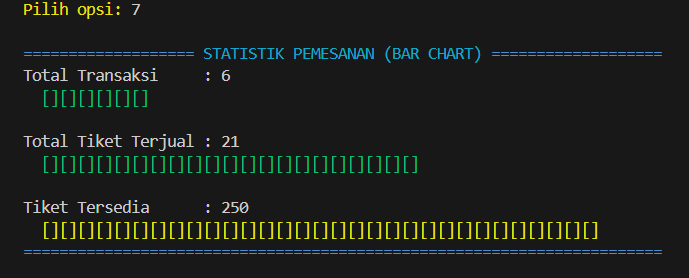 Pilih opsi: 7
=================== STATISTIK PEMESANAN (BAR CHART) ===================
Total Transaksi     : 6
[][][][][][]
Total Tiket Terjual : 21
[][][][][][][][][][][][][][][][][][][][][]
Tiket Tersedia      : 250
[][][][][][][][][][][][][][][][][][][][][][][][][][][][][][][]
=======================================================================